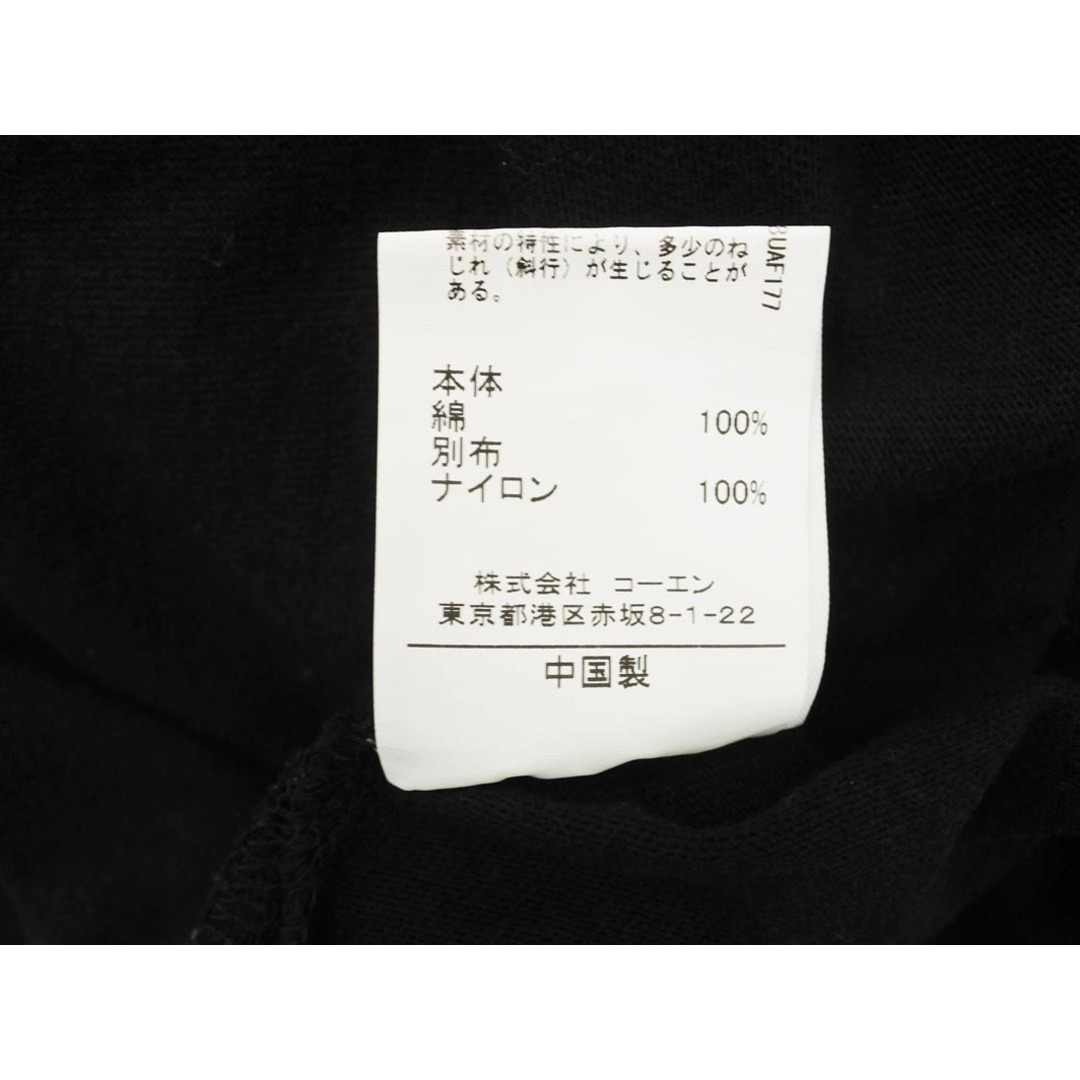 素材の特性により、多少のね
じれ（斜行）が生じることが
ある。
BUAF177
本体
綿 100%
別布
ナイロン 100%
株式会社 コーエン
東京都港区赤坂8-1-22
中国製